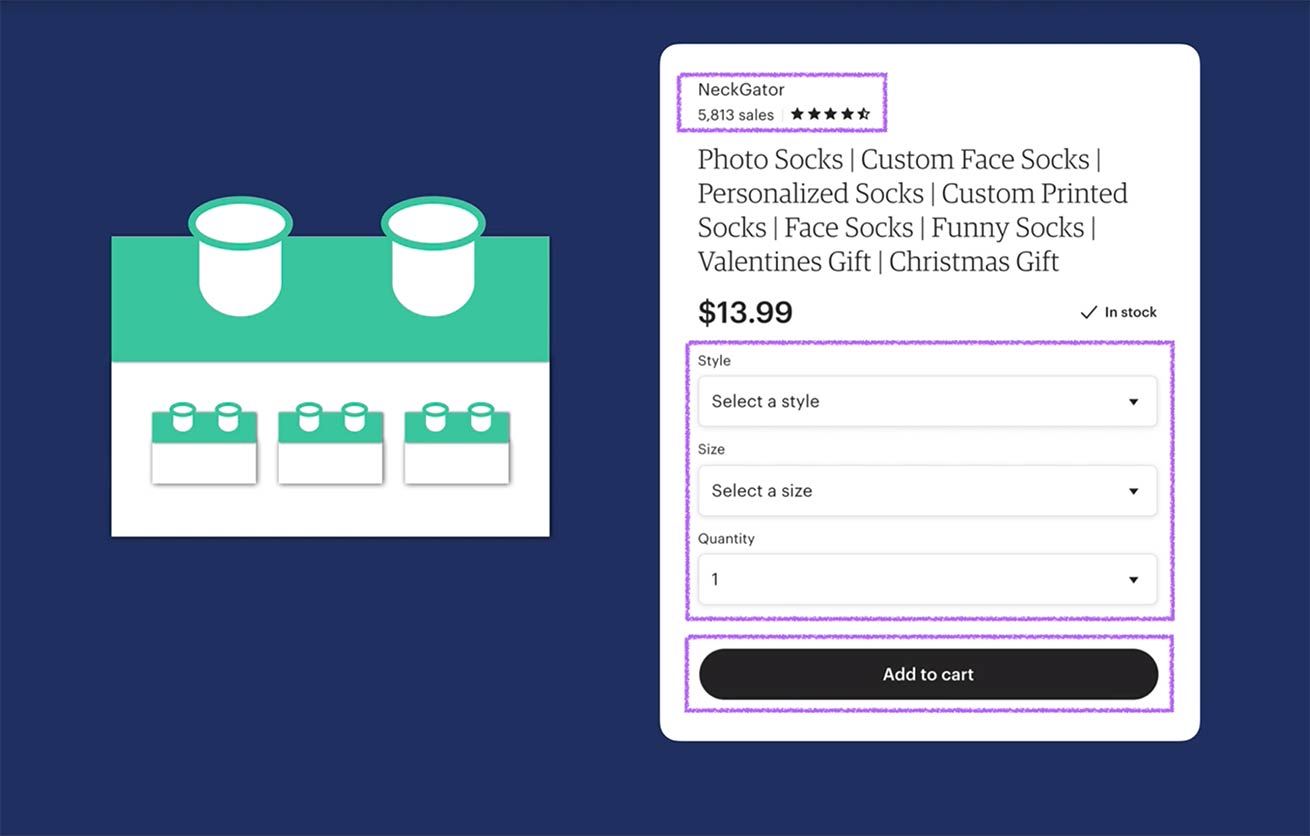 NeckGator
5,813 sales
Photo Socks | Custom Face Socks |
Personalized Socks | Custom Printed
Socks | Face Socks | Funny Socks |
Valentines Gift | Christmas Gift
$13.99
In stock
Style
Select a style
Size
Select a size
Quantity
1
Add to cart